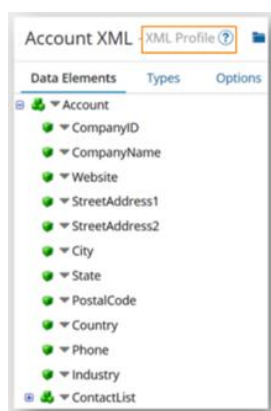 Account XML - XML Profile ?
Data Elements Types Options
Account
CompanyID
CompanyName
Website
StreetAddress1
StreetAddress2
City
State
PostalCode
Country
Phone
Industry
ContactList